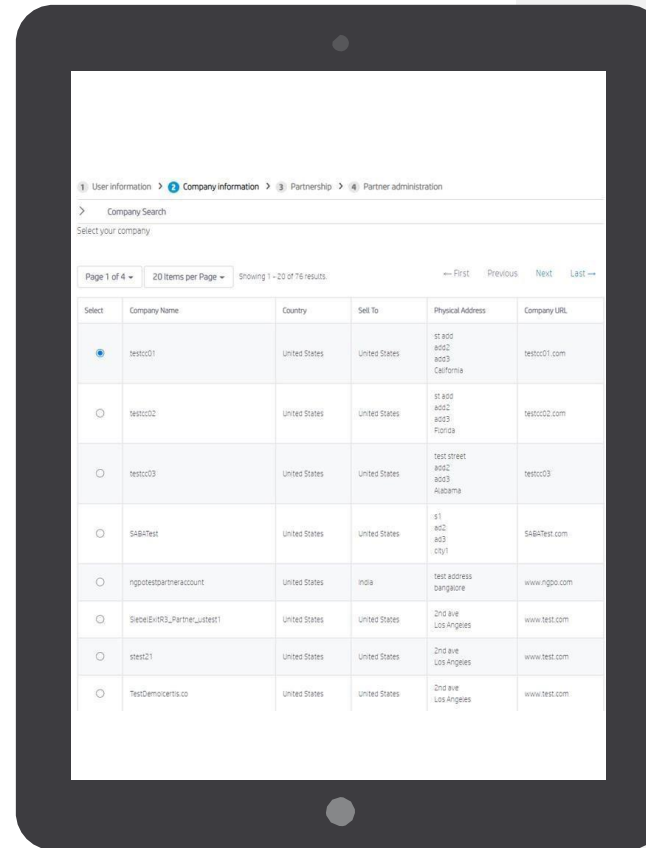 1 User information > 2 Company information > 3 Partnership > 4 Partner administration
> Company Search
Select your company
Page 1 of 4 20 Items per Page Showing 1 - 20 of 76 results. ← First Previous Next Last →
Select Company Name Country Sell To Physical Address Company URL
testcc01 United States United States st add testcc01.com
add2
add3
California
testcc02 United States United States st add testcc02.com
add2
add3
Florida
testcc03 United States United States test street testcc03
add2
add3
Alabama
SABATest United States United States s1 SABATest.com
ad2
ad3
city1
ngpotestpartneraccount United States India test address www.ngpo.com
bangalore
SiebelExitR3_Partner_ustest1 United States United States 2nd ave www.test.com
Los Angeles
stest21 United States United States 2nd ave www.test.com
Los Angeles
United States United States 2nd ave www.test.com
Los Angeles